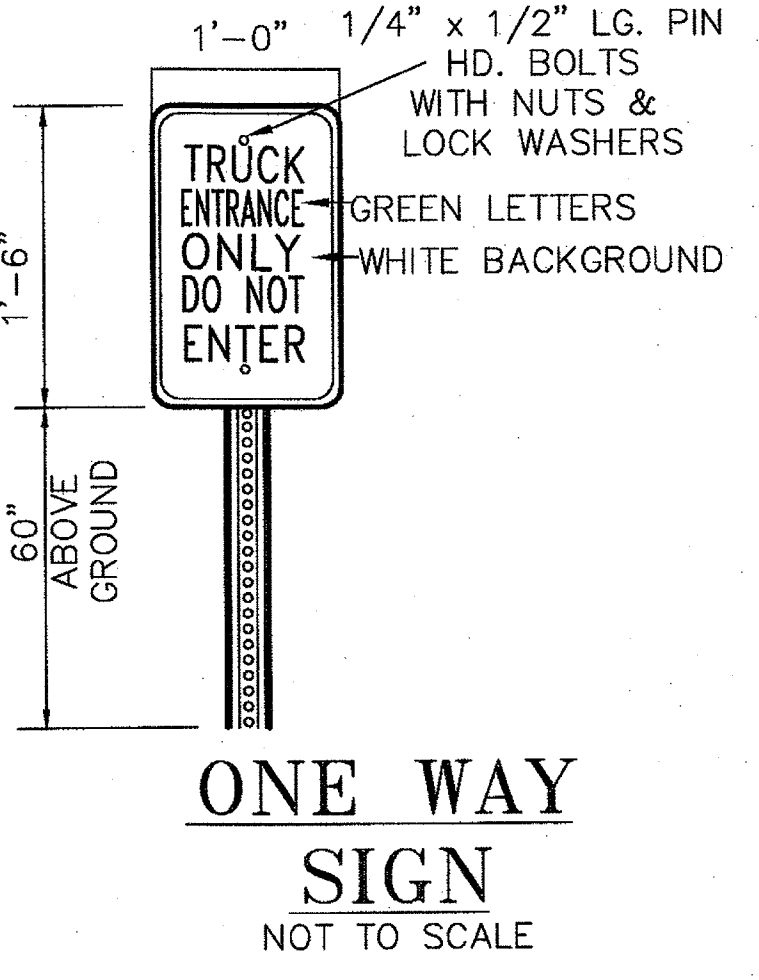 1'-0"
1/4" x 1/2" LG. PIN
HD. BOLTS
WITH NUTS &
LOCK WASHERS
TRUCK
ENTRANCE
ONLY
DO NOT
ENTER
GREEN LETTERS
WHITE BACKGROUND
1'-6"
60"
ABOVE
GROUND
ONE WAY
SIGN
NOT TO SCALE